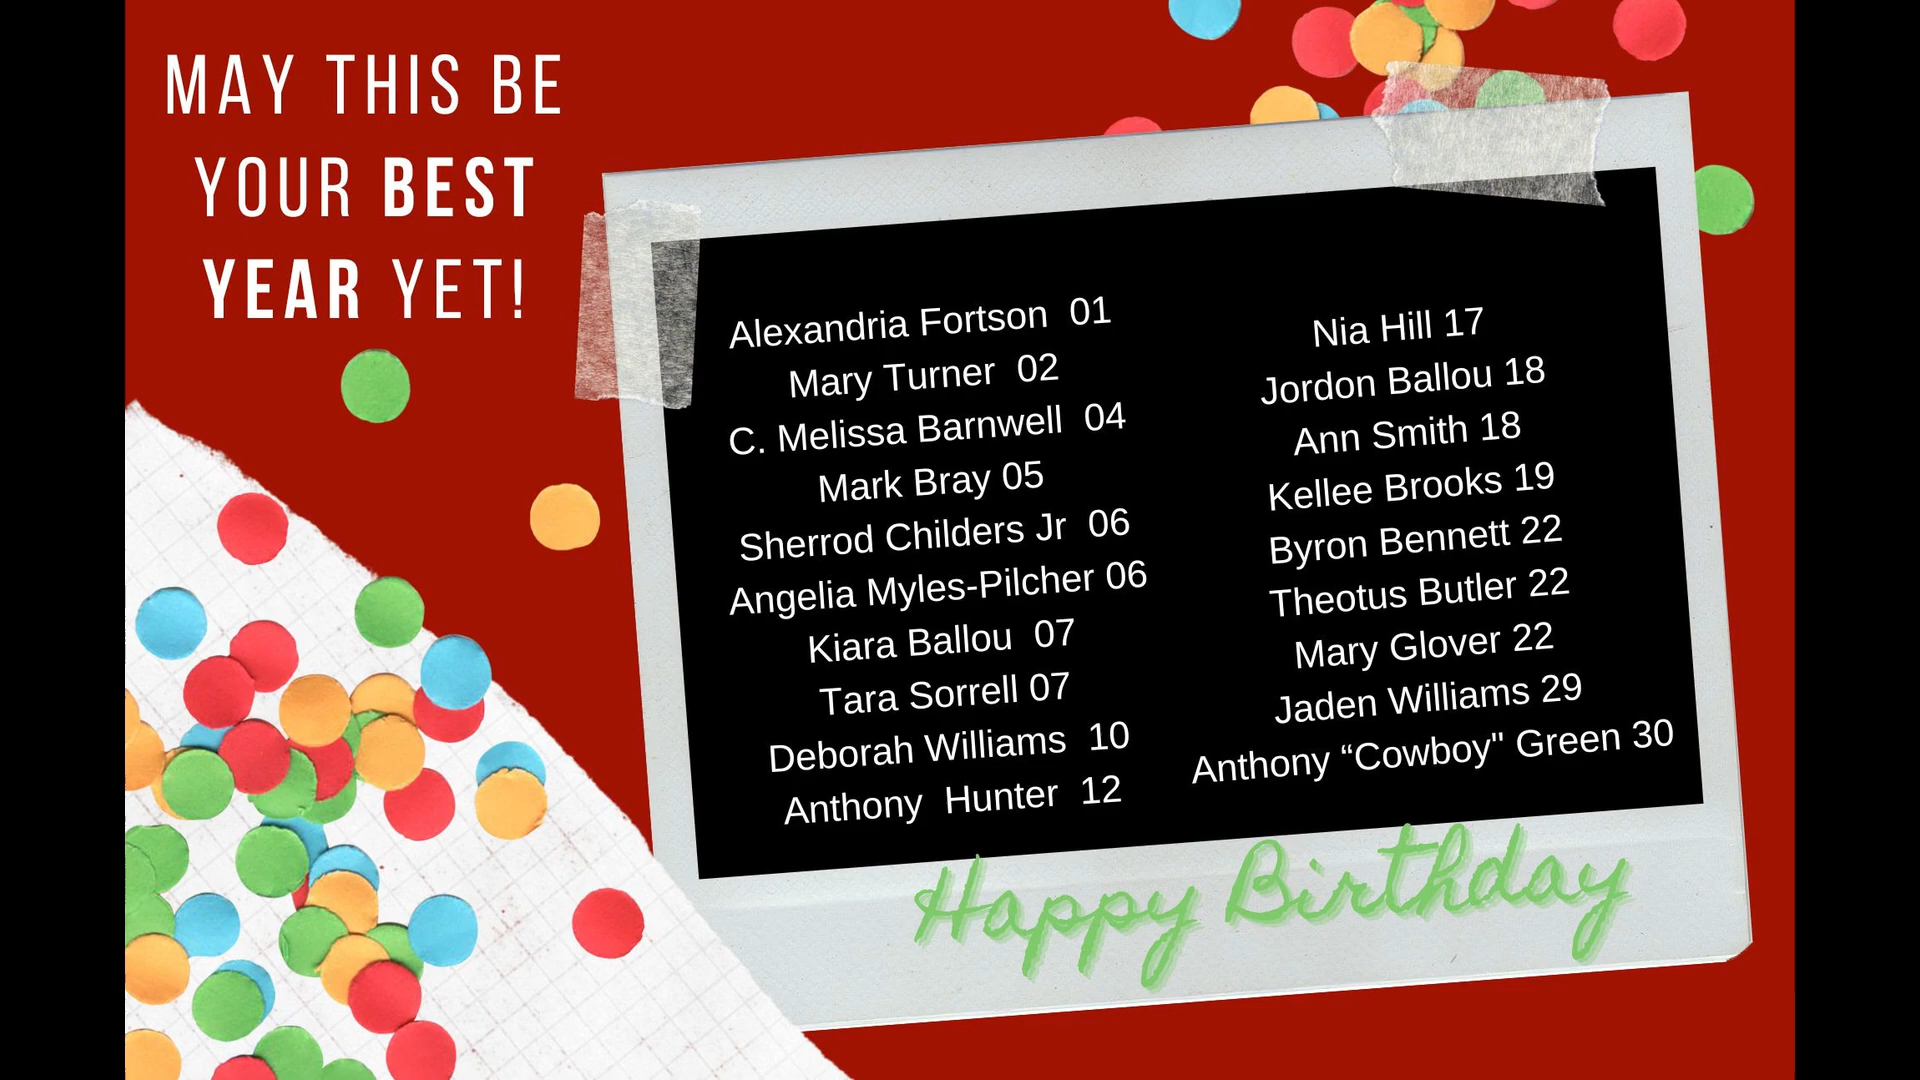 MAY THIS BE
YOUR BEST
YEAR YET!
Alexandria Fortson  01
Mary Turner  02
C. Melissa Barnwell  04
Mark Bray 05
Sherrod Childers Jr  06
Angelia Myles-Pilcher 06
Kiara Ballou  07
Tara Sorrell 07
Deborah Williams  10
Anthony  Hunter  12
Nia Hill 17
Jordon Ballou 18
Ann Smith 18
Kellee Brooks 19
Byron Bennett 22
Theotus Butler 22
Mary Glover 22
Jaden Williams 29
Anthony “Cowboy" Green 30
Happy Birthday